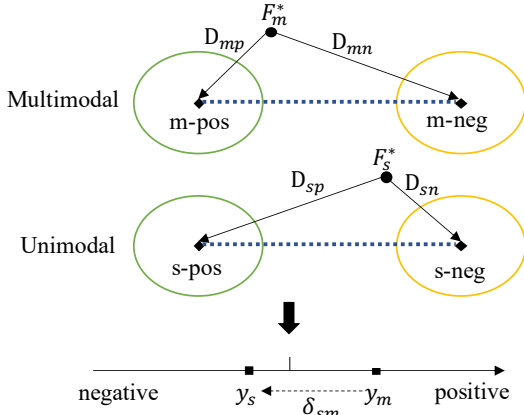 F*m
Dmp Dmn
Multimodal
m-pos m-neg
F*s
Dsp Dsn
Unimodal
s-pos s-neg
negative ys ym positive
δsm